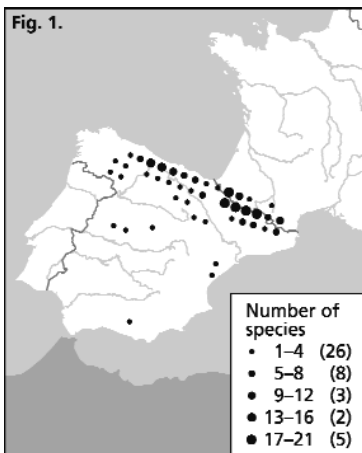 Fig. 1.
Number of
species
1–4 (26)
5–8 (8)
9–12 (3)
13–16 (2)
17–21 (5)